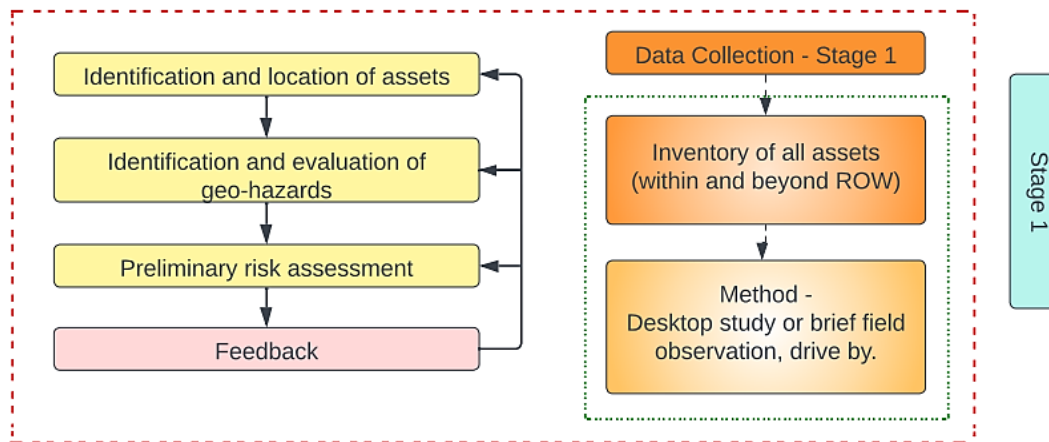 Identification and location of assets
Identification and evaluation of
geo-hazards
Preliminary risk assessment
Feedback
Data Collection - Stage 1
Inventory of all assets
(within and beyond ROW)
Method -
Desktop study or brief field
observation, drive by.
Stage 1